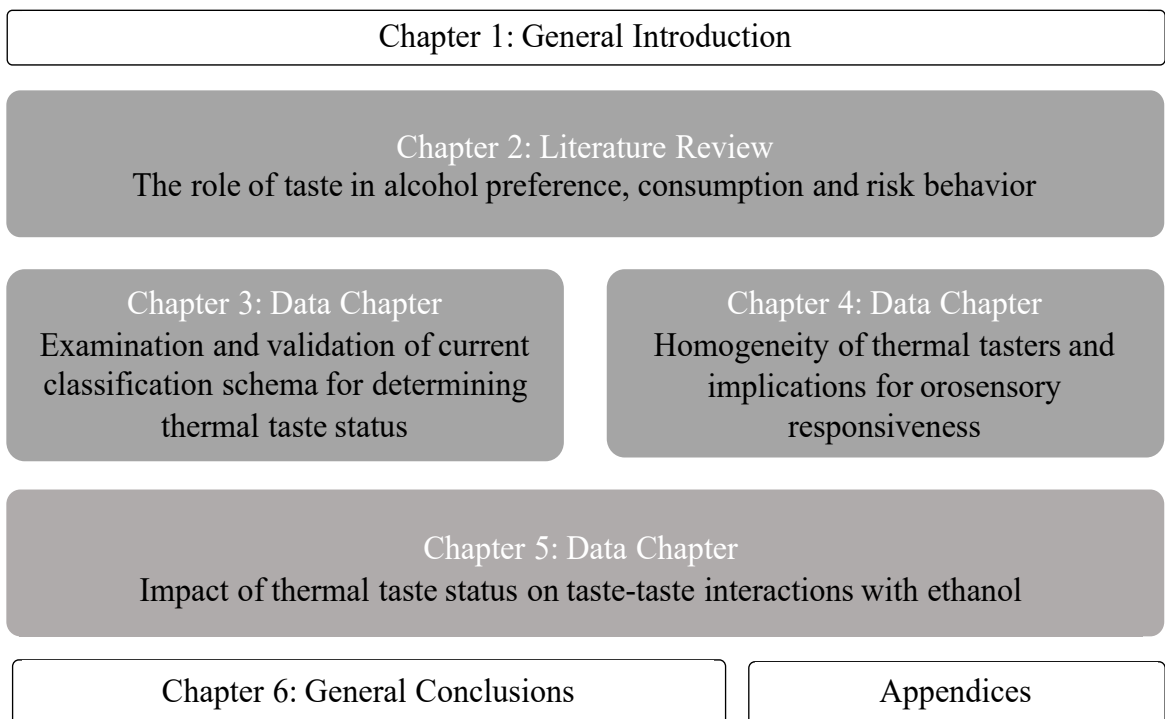 Chapter 1: General Introduction
Chapter 2: Literature Review
The role of taste in alcohol preference, consumption and risk behavior
Chapter 3: Data Chapter
Examination and validation of current
classification schema for determining
thermal taste status
Chapter 4: Data Chapter
Homogeneity of thermal tasters and
implications for orosensory
responsiveness
Chapter 5: Data Chapter
Impact of thermal taste status on taste-taste interactions with ethanol
Chapter 6: General Conclusions
Appendices